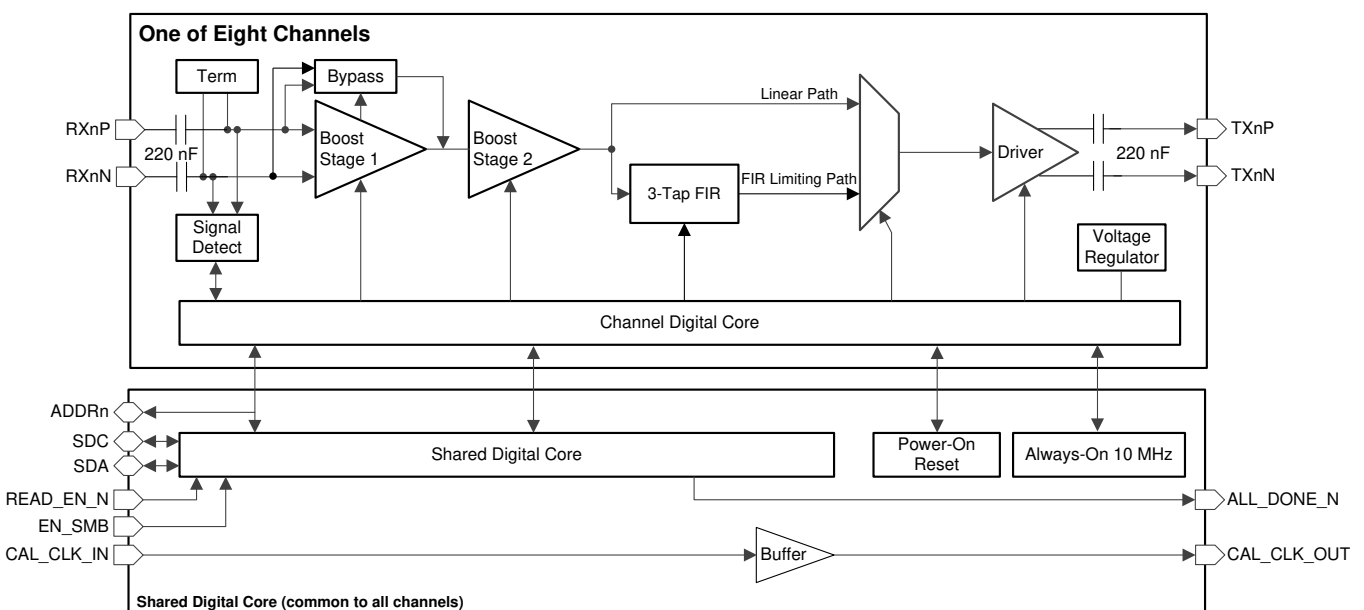 One of Eight Channels
Term
Bypass
Linear Path
RXnP
220 nF
RXnN
Boost
Stage 1
Boost
Stage 2
3-Tap FIR
FIR Limiting Path
Driver
220 nF
TXnP
TXnN
Signal
Detect
Voltage
Regulator
Channel Digital Core
ADDRn
SDC
SDA
READ_EN_N
EN_SMB
CAL_CLK_IN
Shared Digital Core
Power-On
Reset
Always-On 10 MHz
ALL_DONE_N
Buffer
CAL_CLK_OUT
Shared Digital Core (common to all channels)